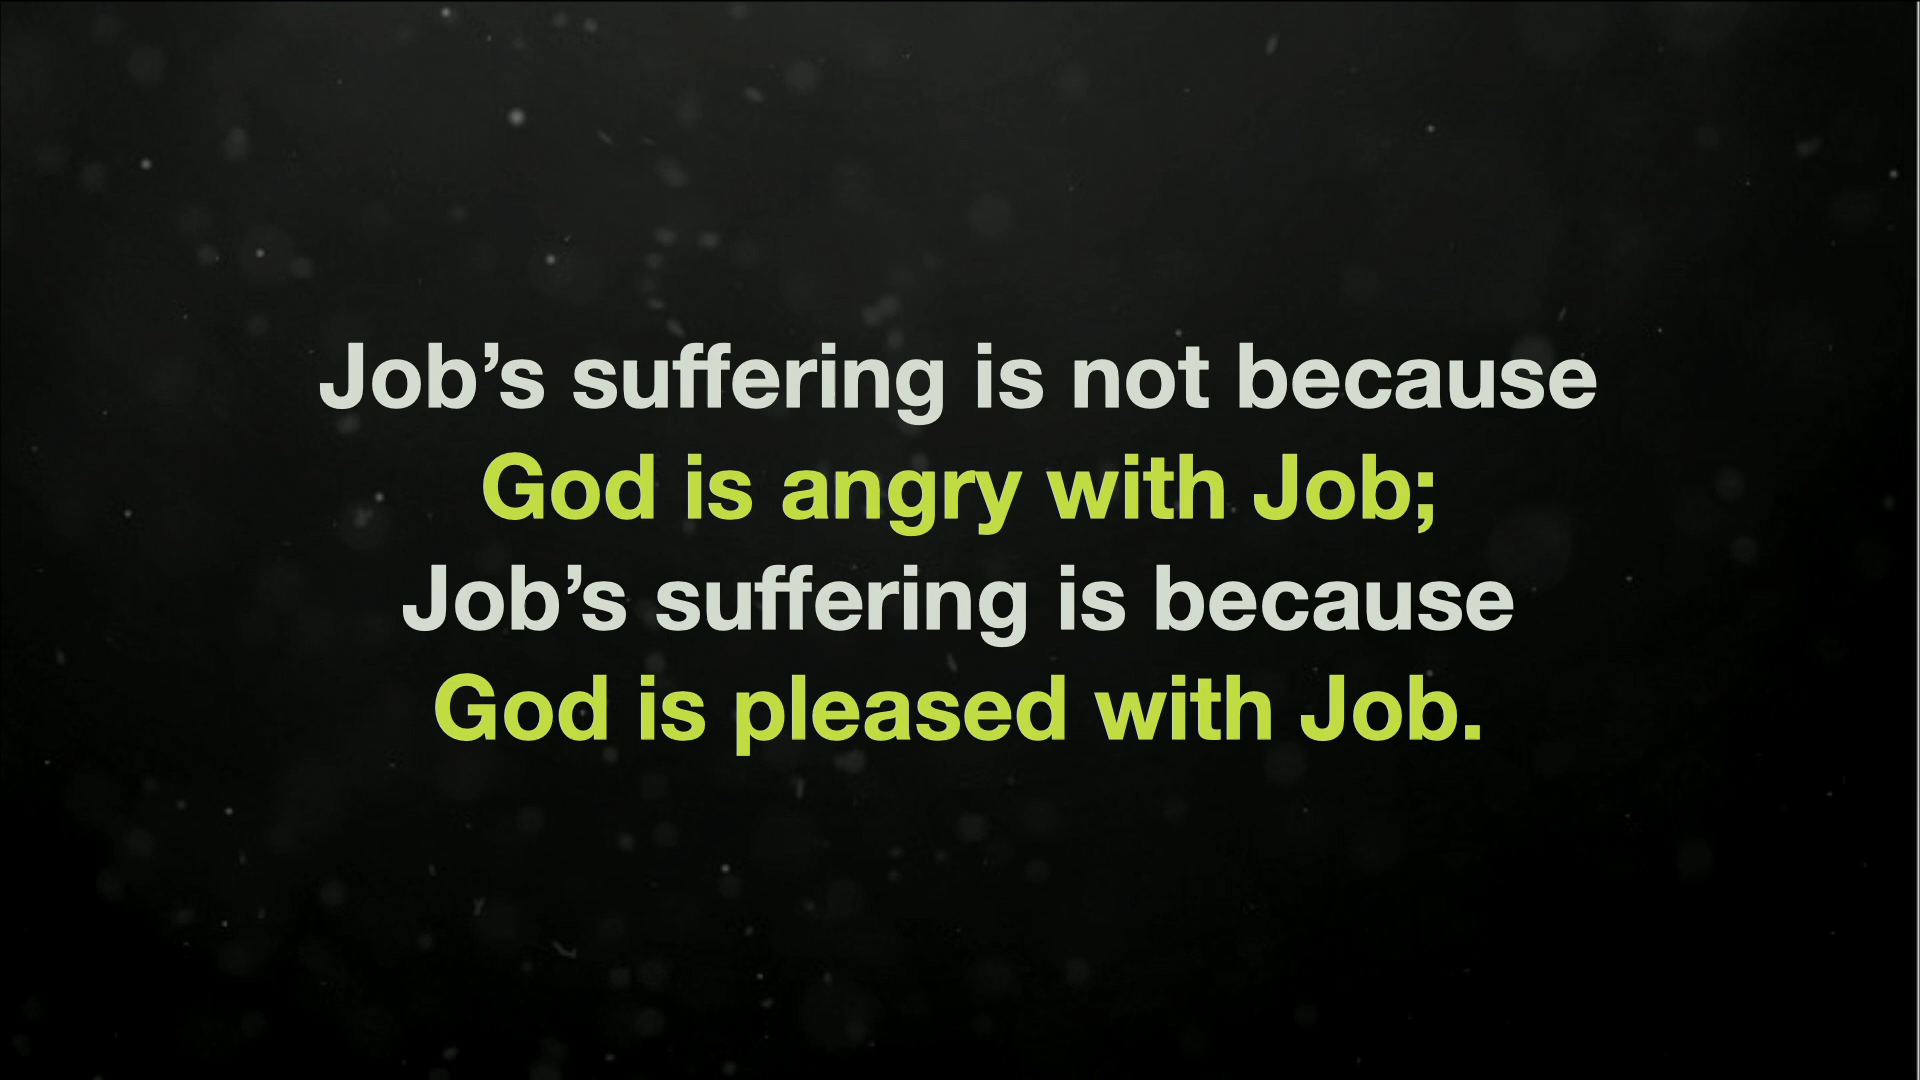 Job’s suffering is not because
God is angry with Job;
Job’s suffering is because
God is pleased with Job.